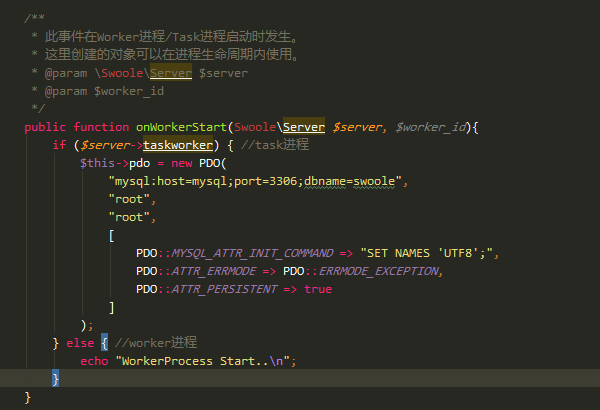 /**
* 此事件在Worker进程/Task进程启动时发生。
* 这里创建的对象可以在进程生命周期内使用。
* @param \Swoole\Server $server
* @param $worker_id
*/
public function onWorkerStart(Swoole\Server $server, $worker_id){
if ($server->taskworker) { //task进程
$this->pdo = new PDO(
"mysql:host=mysql;port=3306;dbname=swoole",
"root",
"root",
[
PDO::MYSQL_ATTR_INIT_COMMAND => "SET NAMES 'UTF8';",
PDO::ATTR_ERRMODE => PDO::ERRMODE_EXCEPTION,
PDO::ATTR_PERSISTENT => true
]
);
} else { //worker进程
echo "WorkerProcess Start..\n";
}
}